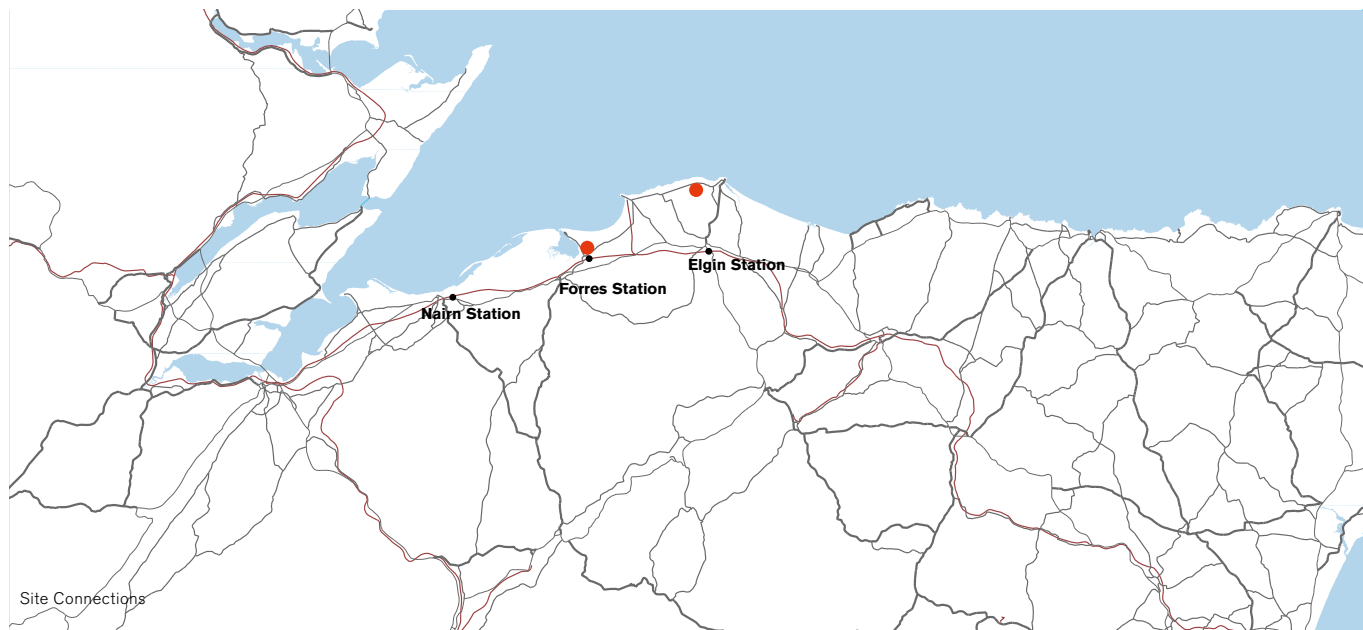 Elgin Station
Forres Station
Nairn Station
Site Connections